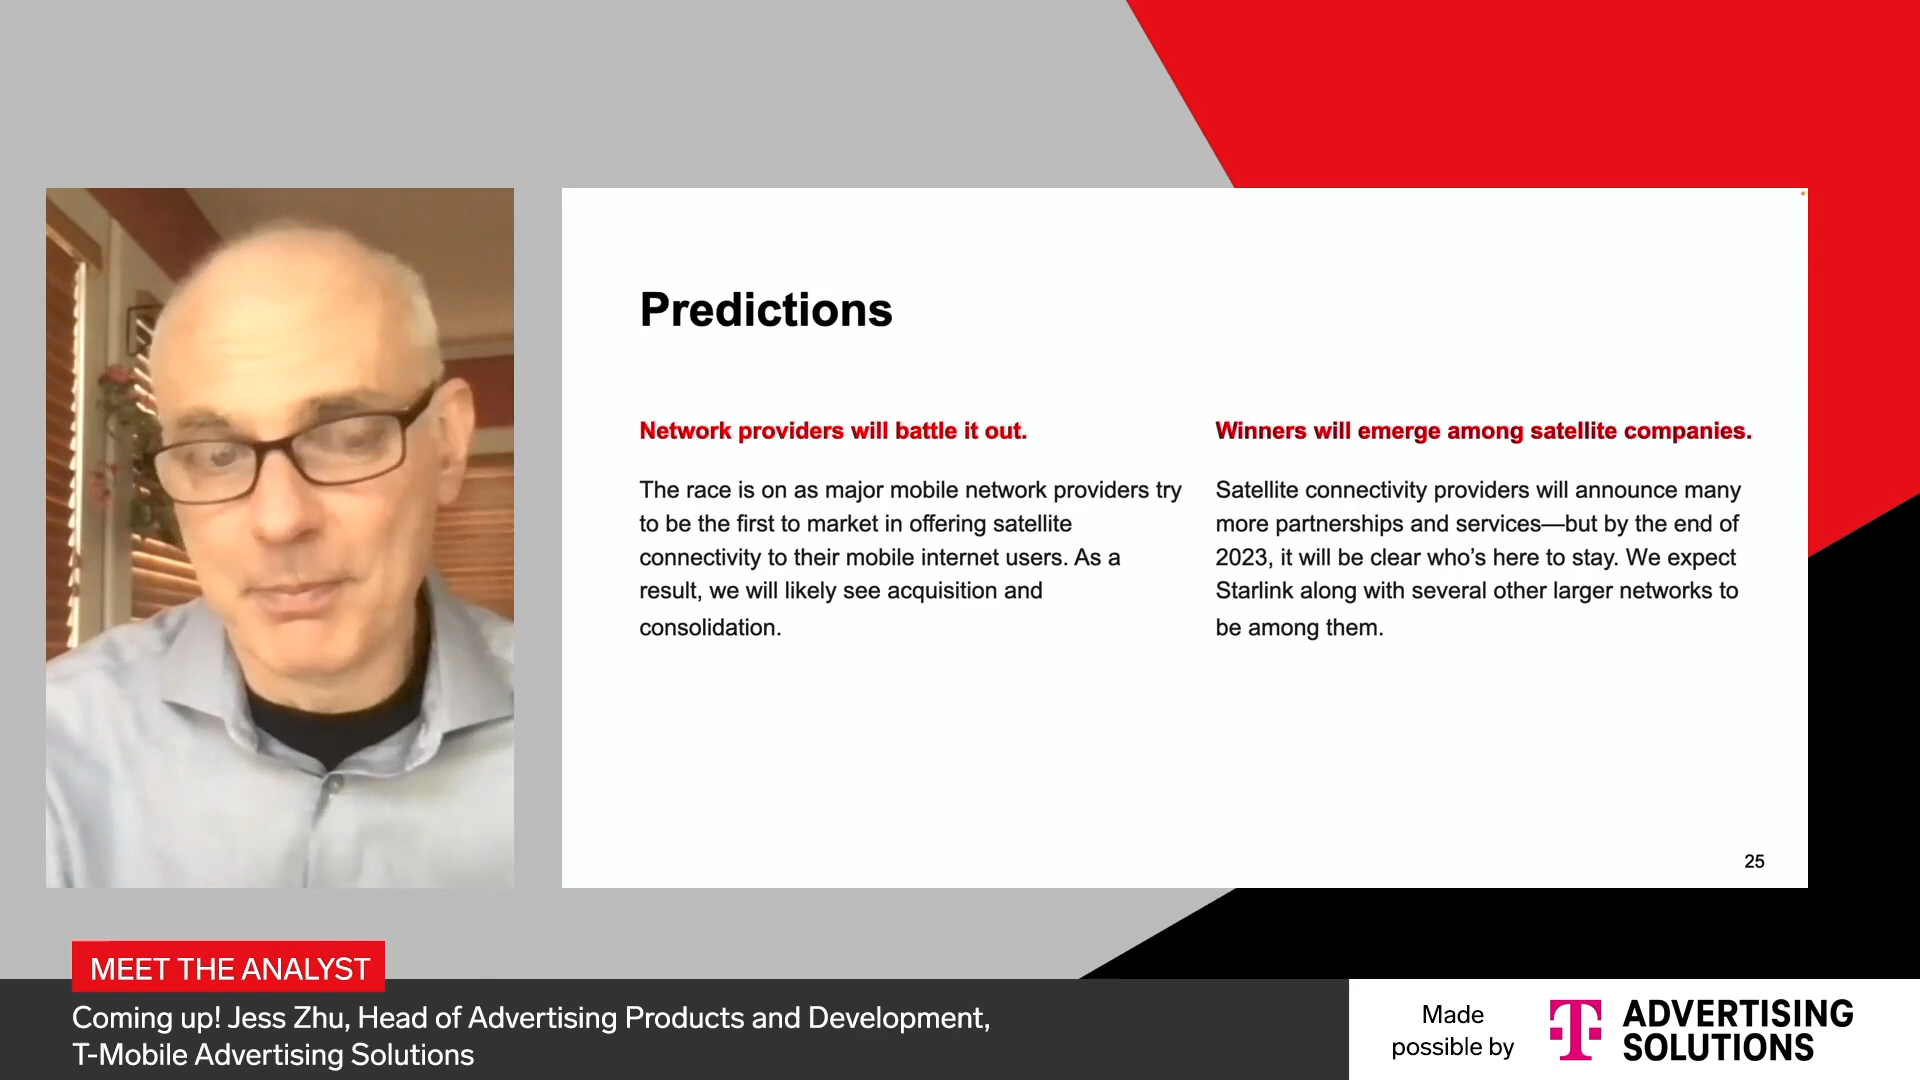 Predictions
Network providers will battle it out.
The race is on as major mobile network providers try
to be the first to market in offering satellite
connectivity to their mobile internet users. As a
result, we will likely see acquisition and
consolidation.
Winners will emerge among satellite companies.
Satellite connectivity providers will announce many
more partnerships and services—but by the end of
2023, it will be clear who’s here to stay. We expect
Starlink along with several other larger networks to
be among them.
25
MEET THE ANALYST
Coming up! Jess Zhu, Head of Advertising Products and Development,
T-Mobile Advertising Solutions
Made
possible by
T ADVERTISING
SOLUTIONS